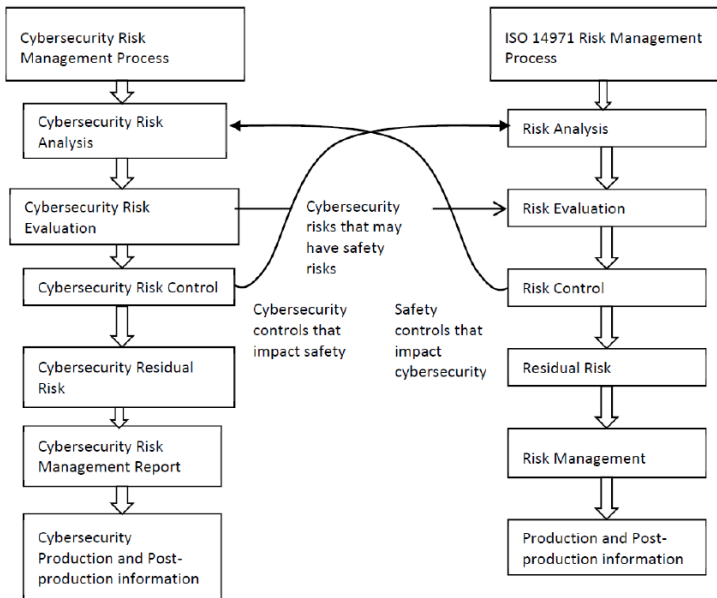 Cybersecurity Risk
Management Process
ISO 14971 Risk Management
Process
Cybersecurity Risk
Analysis
Risk Analysis
Cybersecurity Risk
Evaluation
Cybersecurity
risks that may
have safety
risks
Risk Evaluation
Cybersecurity Risk Control
Risk Control
Cybersecurity
controls that
impact safety
Safety
controls that
impact
cybersecurity
Cybersecurity Residual
Risk
Residual Risk
Cybersecurity Risk
Management Report
Risk Management
Cybersecurity
Production and Post-
production information
Production and Post-
production information